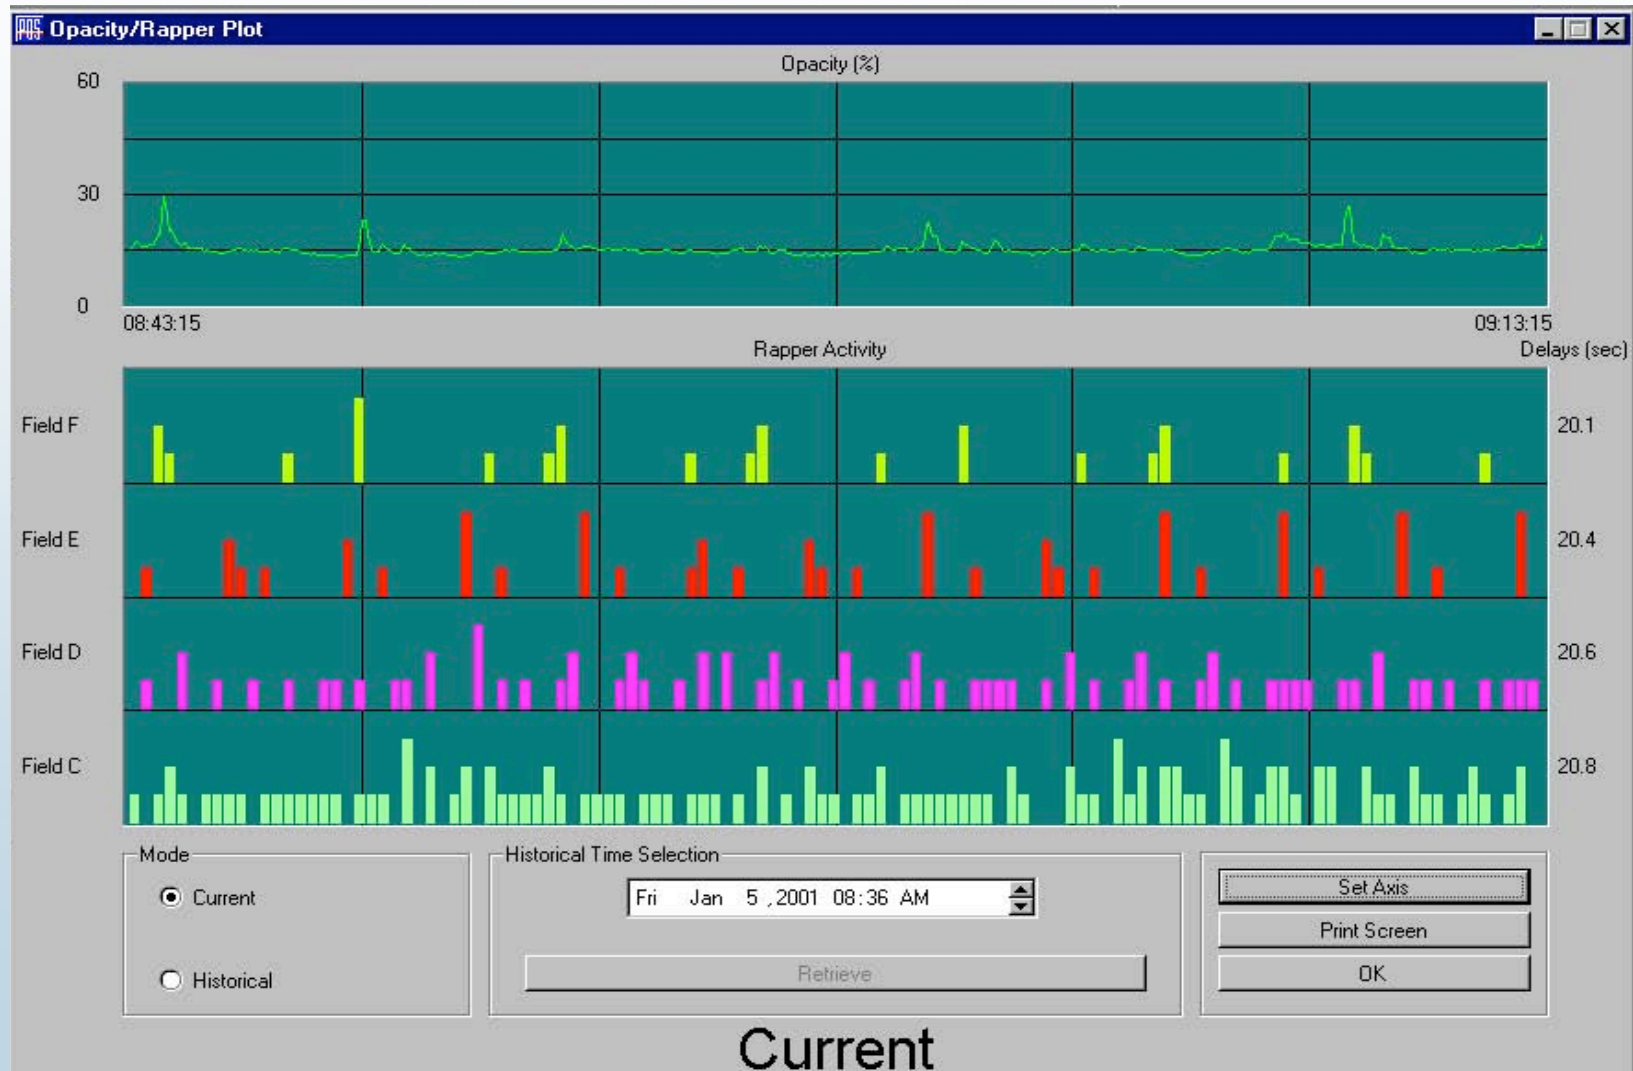 Opacity/Rapper Plot
Opacity (%)
60
30
0
08:43:15 09:13:15
Rapper Activity Delays (sec)
Field F 20.1
Field E 20.4
Field D 20.6
Field C 20.8
Mode
Current
Historical
Historical Time Selection
Fri Jan 5 ,2001 08:36 AM
Retrieve
Set Axis
Print Screen
OK
Current